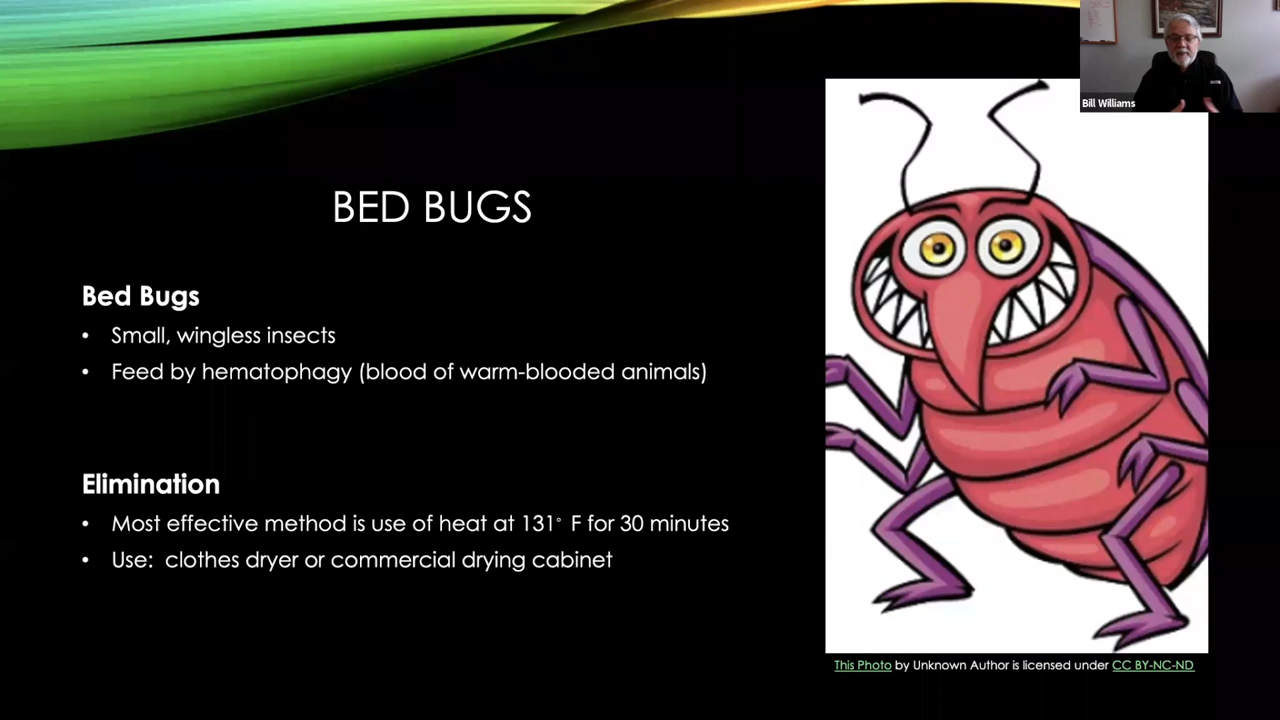 Bill Williams
BED BUGS
Bed Bugs
• Small, wingless insects
• Feed by hematophagy (blood of warm-blooded animals)
Elimination
• Most effective method is use of heat at 131° F for 30 minutes
• Use:  clothes dryer or commercial drying cabinet
This Photo by Unknown Author is licensed under CC BY-NC-ND